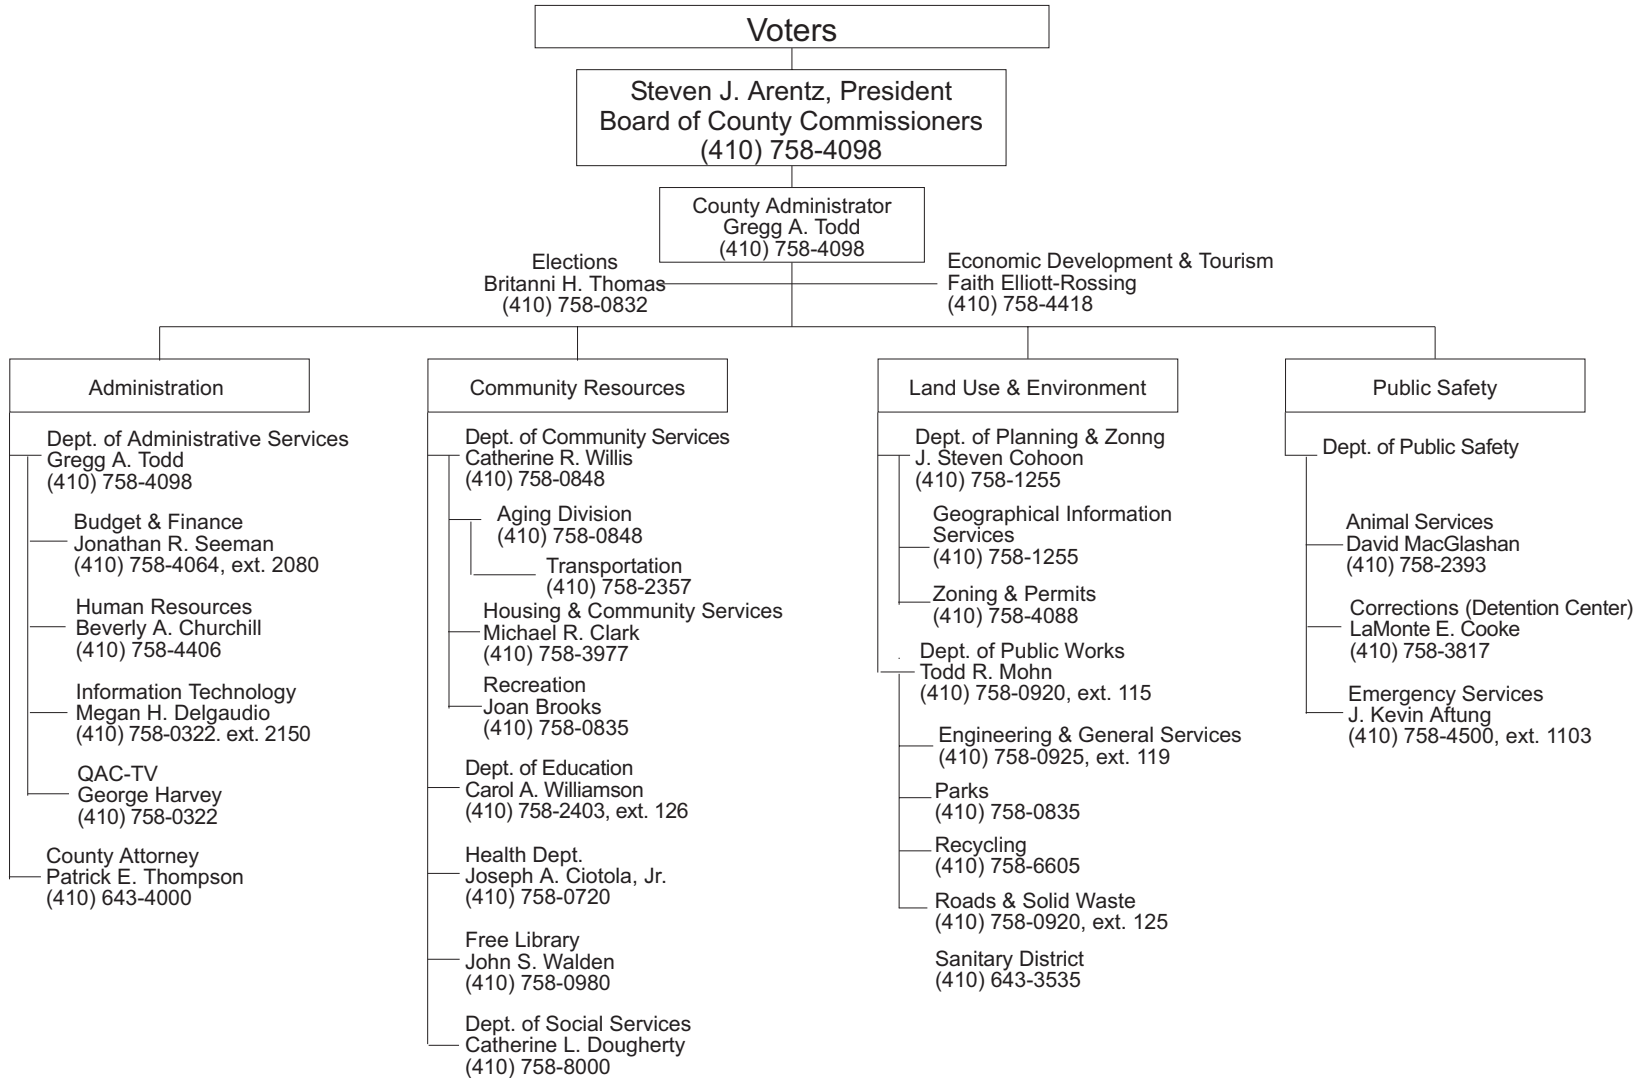 Voters
Steven J. Arentz, President
Board of County Commissioners
(410) 758-4098
County Administrator
Gregg A. Todd
(410) 758-4098
Elections
Britanni H. Thomas
(410) 758-0832
Economic Development & Tourism
Faith Elliott-Rossing
(410) 758-4418
Administration
Dept. of Administrative Services
Gregg A. Todd
(410) 758-4098
Budget & Finance
Jonathan R. Seeman
(410) 758-4064, ext. 2080
Human Resources
Beverly A. Churchill
(410) 758-4406
Information Technology
Megan H. Delgaudio
(410) 758-0322. ext. 2150
QAC-TV
George Harvey
(410) 758-0322
County Attorney
Patrick E. Thompson
(410) 643-4000
Community Resources
Dept. of Community Services
Catherine R. Willis
(410) 758-0848
Aging Division
(410) 758-0848
Transportation
(410) 758-2357
Housing & Community Services
Michael R. Clark
(410) 758-3977
Recreation
Joan Brooks
(410) 758-0835
Dept. of Education
Carol A. Williamson
(410) 758-2403, ext. 126
Health Dept.
Joseph A. Ciotola, Jr.
(410) 758-0720
Free Library
John S. Walden
(410) 758-0980
Dept. of Social Services
Catherine L. Dougherty
(410) 758-8000
Land Use & Environment
Dept. of Planning & Zonng
J. Steven Cohoon
(410) 758-1255
Geographical Information
Services
(410) 758-1255
Zoning & Permits
(410) 758-4088
Dept. of Public Works
Todd R. Mohn
(410) 758-0920, ext. 115
Engineering & General Services
(410) 758-0925, ext. 119
Parks
(410) 758-0835
Recycling
(410) 758-6605
Roads & Solid Waste
(410) 758-0920, ext. 125
Sanitary District
(410) 643-3535
Public Safety
Dept. of Public Safety
Animal Services
David MacGlashan
(410) 758-2393
Corrections (Detention Center)
LaMonte E. Cooke
(410) 758-3817
Emergency Services
J. Kevin Aftung
(410) 758-4500, ext. 1103